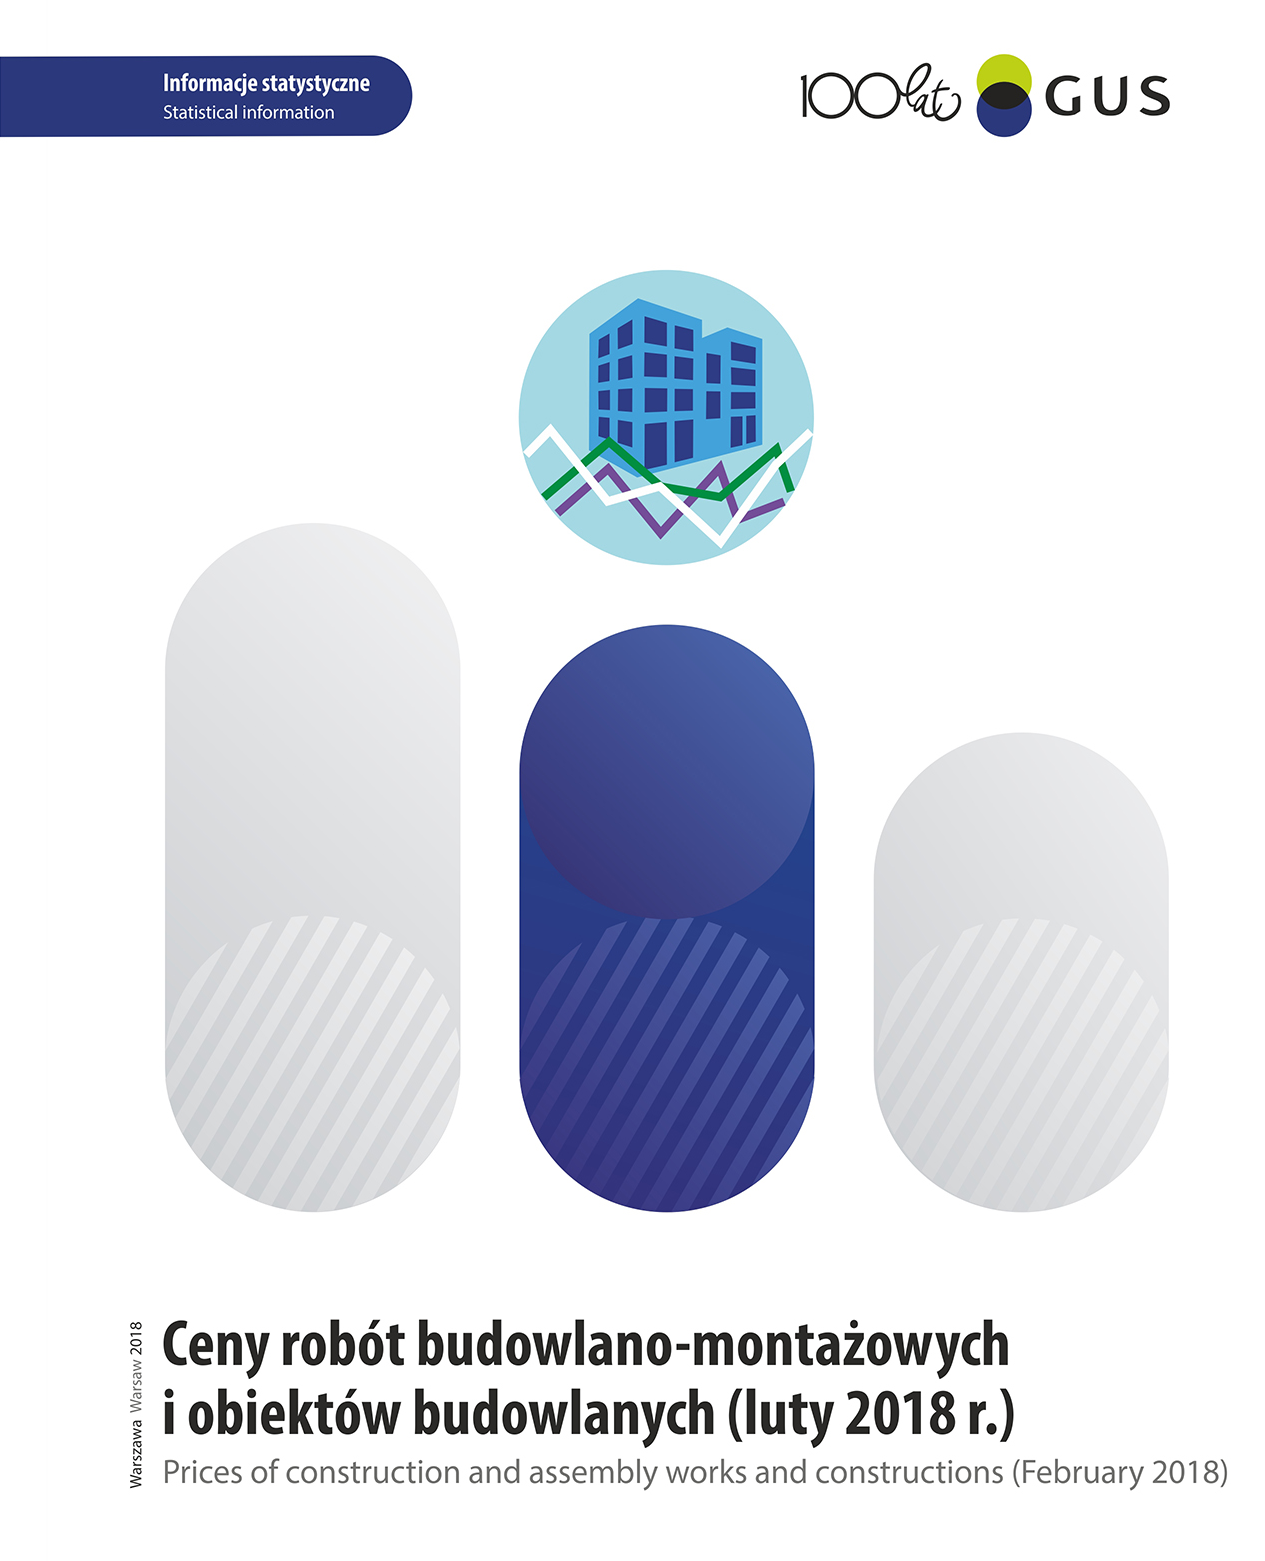 Informacje statystyczne
Statistical information
100 lat GUS
Ceny robót budowlano-montażowych
i obiektów budowlanych (luty 2018 r.)
Prices of construction and assembly works and constructions (February 2018)
Warszawa Warsaw 2018